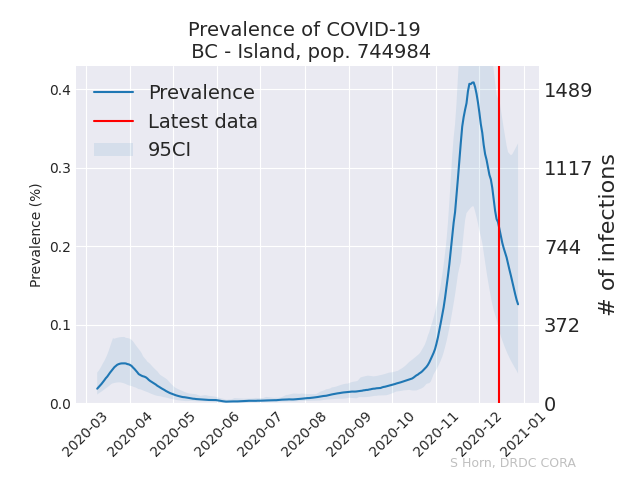 Prevalence of COVID-19
BC - Island, pop. 744984
Prevalence
Latest data
95CI
Prevalence (%)
0.4
0.3
0.2
0.1
0.0
1489
1117
744
372
0
# of infections
2020-03
2020-04
2020-05
2020-06
2020-07
2020-08
2020-09
2020-10
2020-11
2020-12
2021-01
S Horn, DRDC CORA